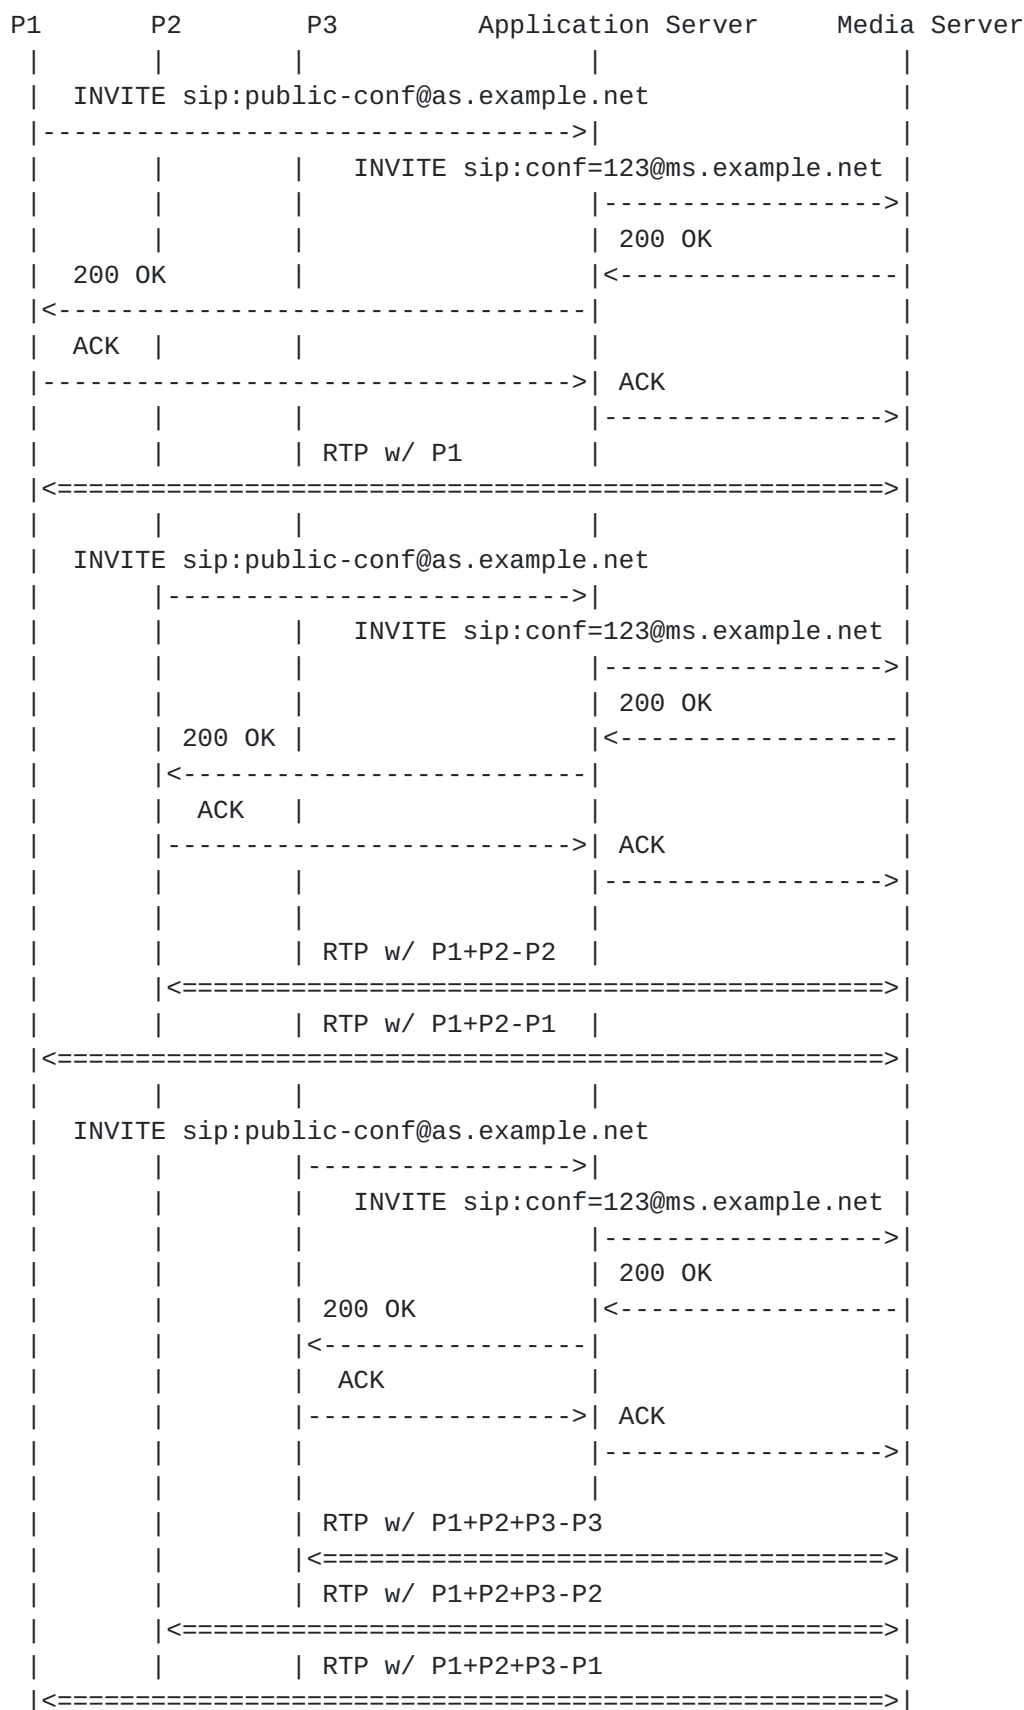 P1       P2        P3         Application Server     Media Server
 |       |         |                  |                   |
 |  INVITE sip:public-conf@as.example.net                 |
 |---------------------------------->|                   |
 |       |         |   INVITE sip:conf=123@ms.example.net |
 |       |         |                  |------------------>|
 |       |         |                  | 200 OK            |
 |  200 OK         |                  |<------------------|
 |<----------------------------------|                   |
 |  ACK  |         |                  |                   |
 |---------------------------------->| ACK               |
 |       |         |                  |------------------>|
 |       |         | RTP w/ P1        |                   |
 |<=====================================================>|
 |       |         |                  |                   |
 |  INVITE sip:public-conf@as.example.net                 |
 |       |-------------------------->|                   |
 |       |         |   INVITE sip:conf=123@ms.example.net |
 |       |         |                  |------------------>|
 |       |         |                  | 200 OK            |
 |       | 200 OK  |                  |<------------------|
 |       |<--------------------------|                   |
 |       |  ACK    |                  |                   |
 |       |-------------------------->| ACK               |
 |       |         |                  |------------------>|
 |       |         |                  |                   |
 |       |         | RTP w/ P1+P2-P2  |                   |
 |       |<=============================================>|
 |       |         | RTP w/ P1+P2-P1  |                   |
 |<=====================================================>|
 |       |         |                  |                   |
 |  INVITE sip:public-conf@as.example.net                 |
 |       |         |----------------->|                   |
 |       |         |   INVITE sip:conf=123@ms.example.net |
 |       |         |                  |------------------>|
 |       |         |                  | 200 OK            |
 |       |         | 200 OK           |<------------------|
 |       |         |<-----------------|                   |
 |       |         |  ACK             |                   |
 |       |         |----------------->| ACK               |
 |       |         |                  |------------------>|
 |       |         |                  |                   |
 |       |         | RTP w/ P1+P2+P3-P3                   |
 |       |         |<====================================>|
 |       |         | RTP w/ P1+P2+P3-P2                   |
 |       |<=============================================>|
 |       |         | RTP w/ P1+P2+P3-P1                   |
 |<=====================================================>|